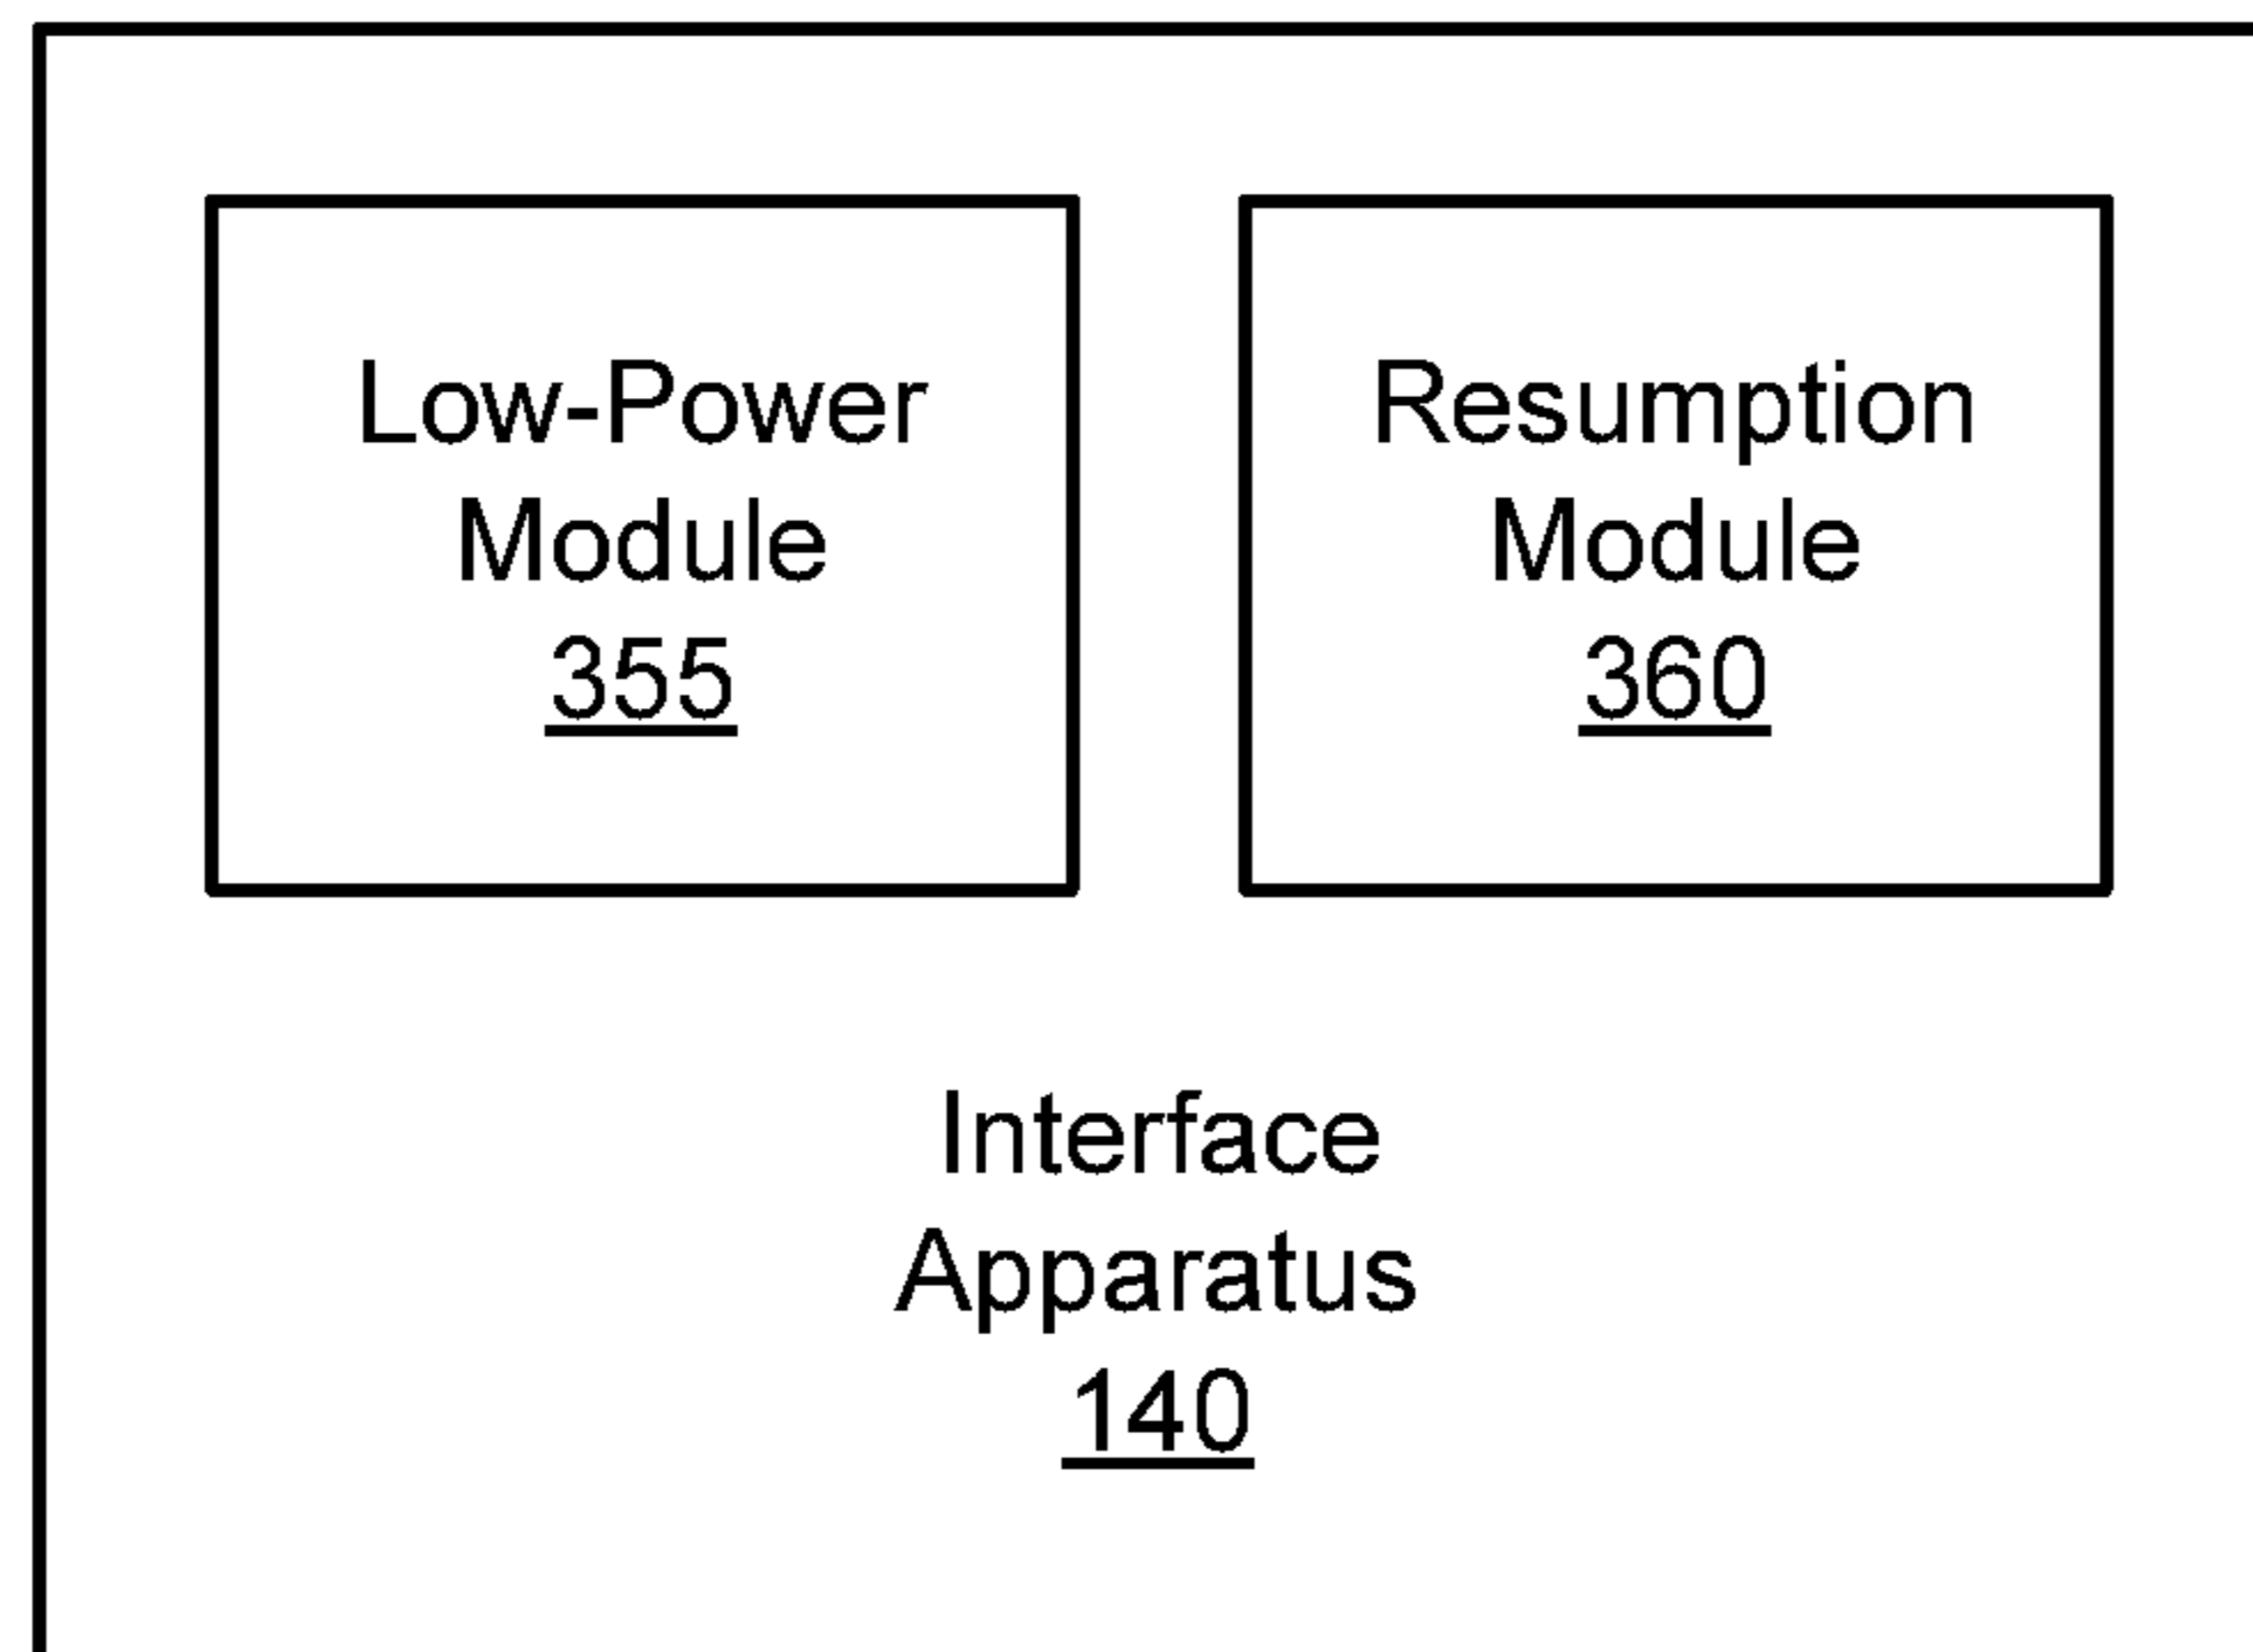 Low-Power
Module
355
Resumption
Module
360
Interface
Apparatus
140